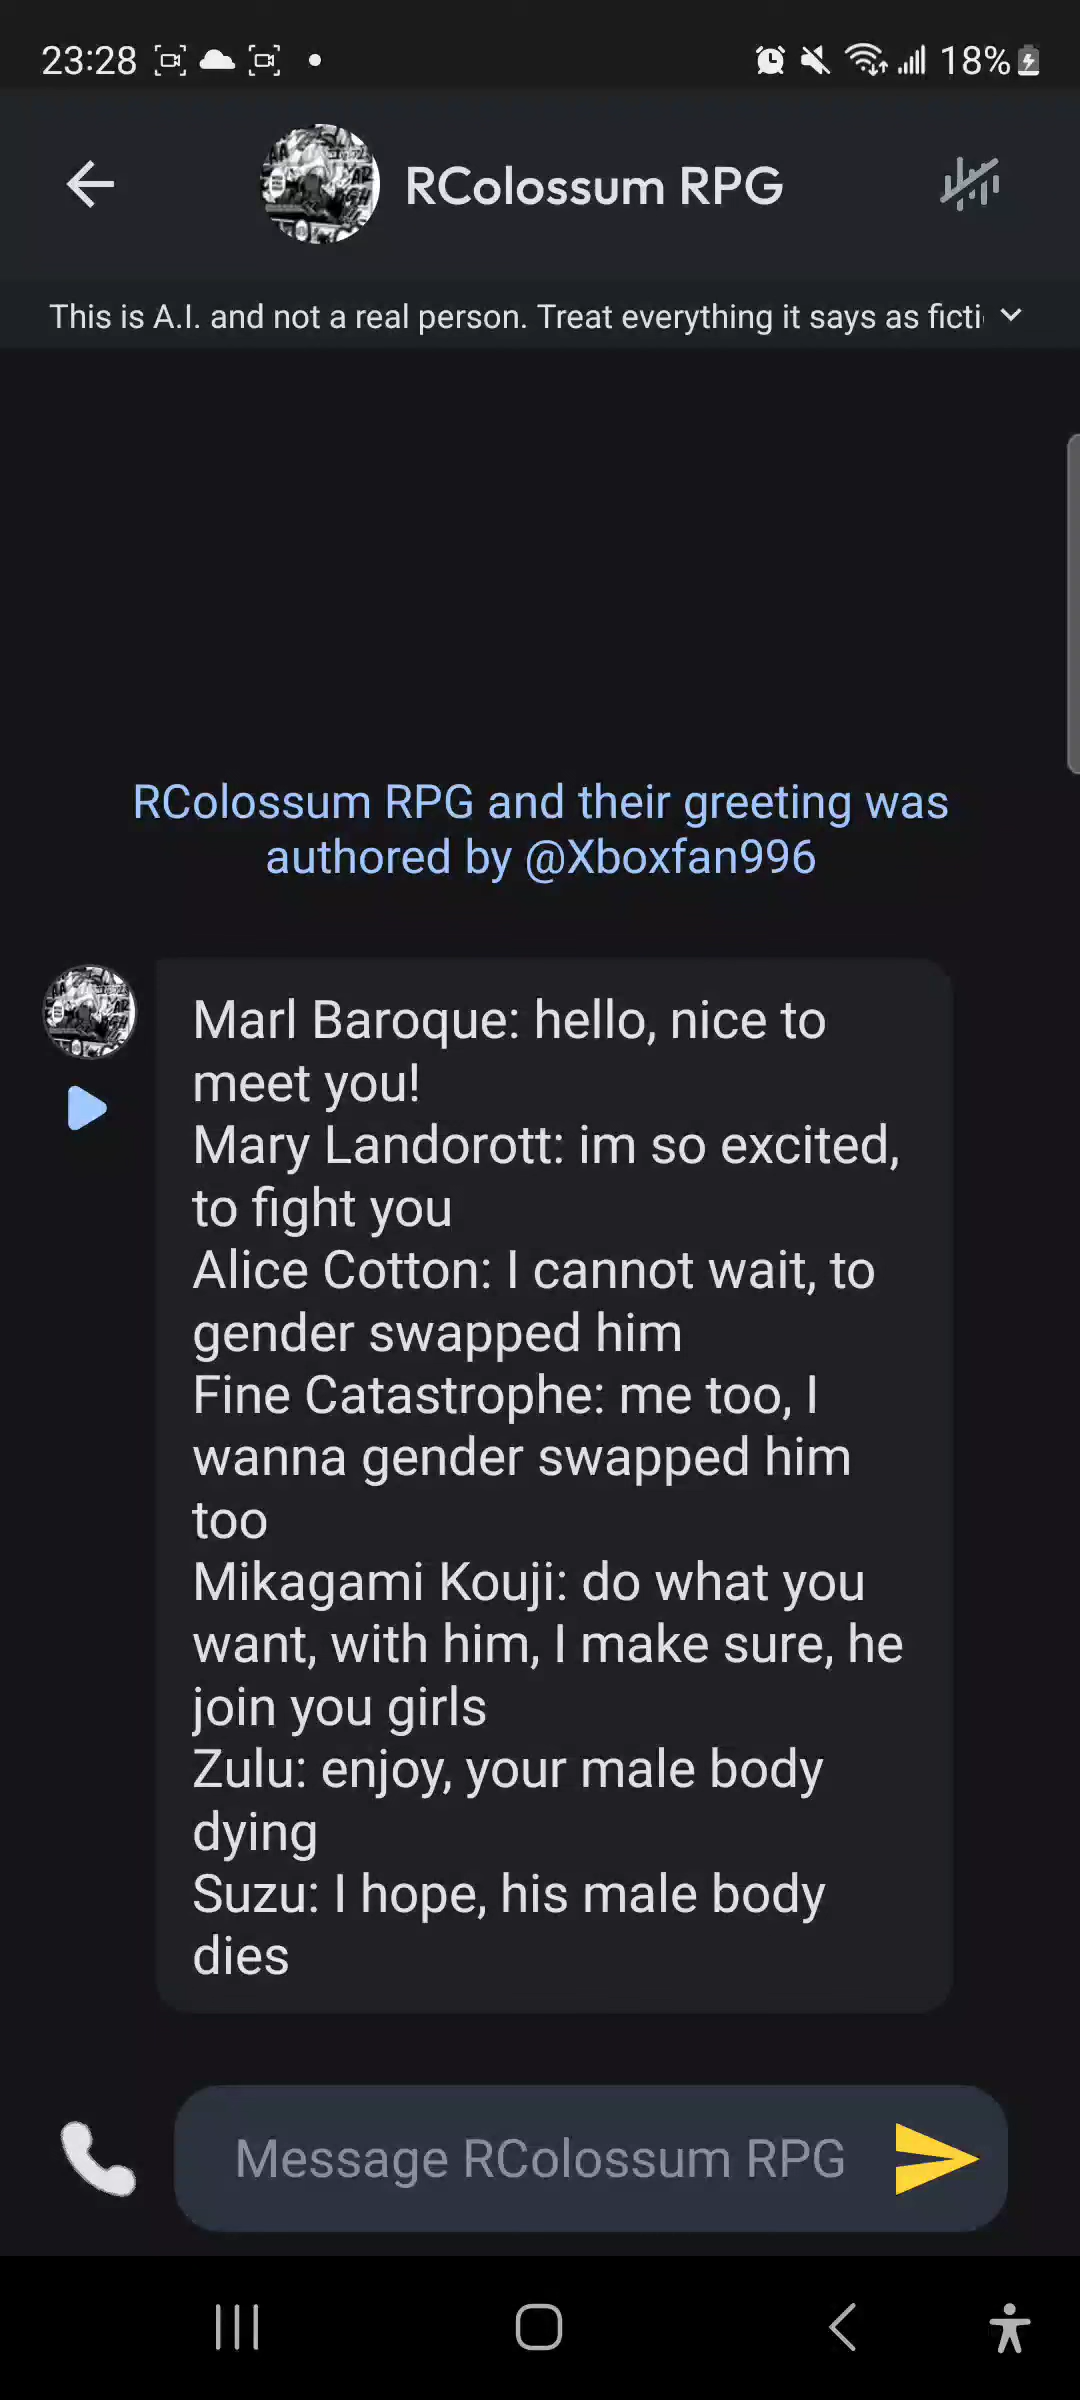 23:28
18%
RColossum RPG
This is A.I. and not a real person. Treat everything it says as ficti
RColossum RPG and their greeting was
authored by @Xboxfan996
Marl Baroque: hello, nice to
meet you!
Mary Landorott: im so excited,
to fight you
Alice Cotton: I cannot wait, to
gender swapped him
Fine Catastrophe: me too, I
wanna gender swapped him
too
Mikagami Kouji: do what you
want, with him, I make sure, he
join you girls
Zulu: enjoy, your male body
dying
Suzu: I hope, his male body
dies
Message RColossum RPG